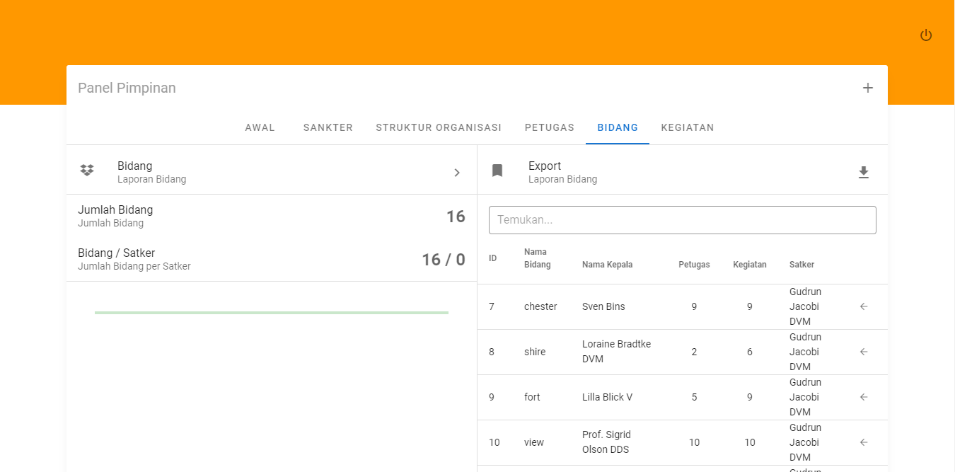 Panel Pimpinan
AWAL SANKTER STRUKTUR ORGANISASI PETUGAS BIDANG KEGIATAN
Bidang
Laporan Bidang
Jumlah Bidang
Jumlah Bidang
16
Bidang / Satker
Jumlah Bidang per Satker
16 / 0
Export
Laporan Bidang
Temukan...
ID Nama Bidang Nama Kepala Petugas Kegiatan Satker
7 chester Sven Bins 9 9 Gudrun Jacobi DVM
8 shire Loraine Bradtke DVM 2 6 Gudrun Jacobi DVM
9 fort Lilla Blick V 5 9 Gudrun Jacobi DVM
10 view Prof. Sigrid Olson DDS 10 10 Gudrun Jacobi DVM